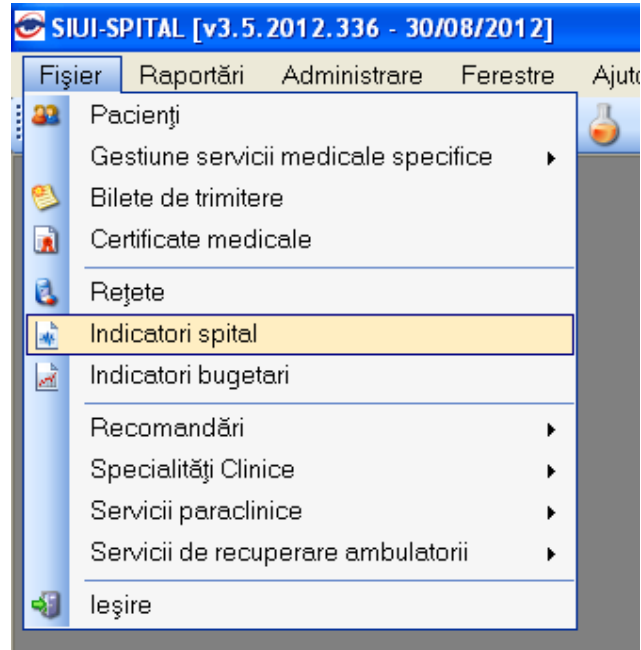 SIUI-SPITAL [v3.5.2012.336 - 30/08/2012]
Fişier Raportări Administrare Ferestre
Pacienţi
Gestiune servicii medicale specifice
Bilete de trimitere
Certificate medicale
Reţete
Indicatori spital
Indicatori bugetari
Recomandări
Specialităţi Clinice
Servicii paraclinice
Servicii de recuperare ambulatorii
Ieşire